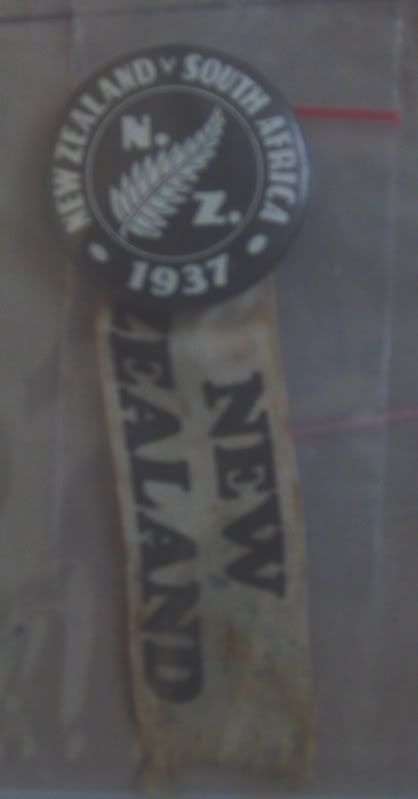 NEW ZEALAND V SOUTH AFRICA
N.
Z.
1937
NEW
ZEALAND